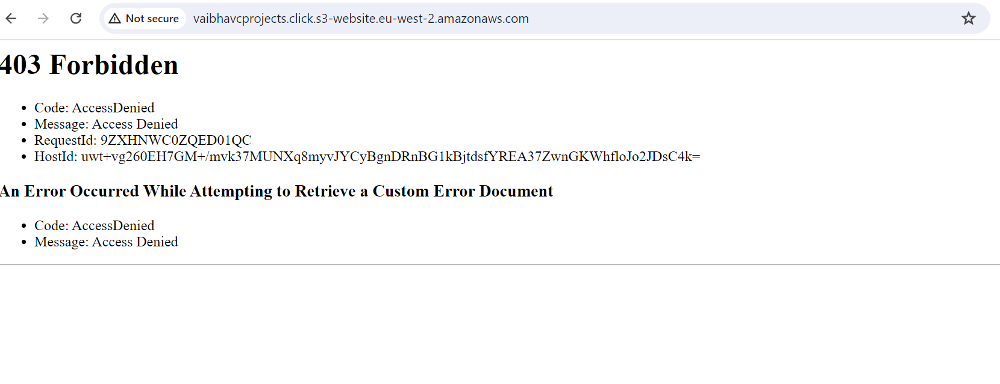 Not secure vaibhavcprojects.click.s3-website.eu-west-2.amazonaws.com
403 Forbidden
• Code: AccessDenied
• Message: Access Denied
• RequestId: 9ZXHNWC0ZQED01QC
• HostId: uwt+vg260EH7GM+/mvk37MUNXq8myvJYCyBgnDRnBG1kBjtdsfYREA37ZwnGKWhfloJo2JDsC4k=
An Error Occurred While Attempting to Retrieve a Custom Error Document
• Code: AccessDenied
• Message: Access Denied